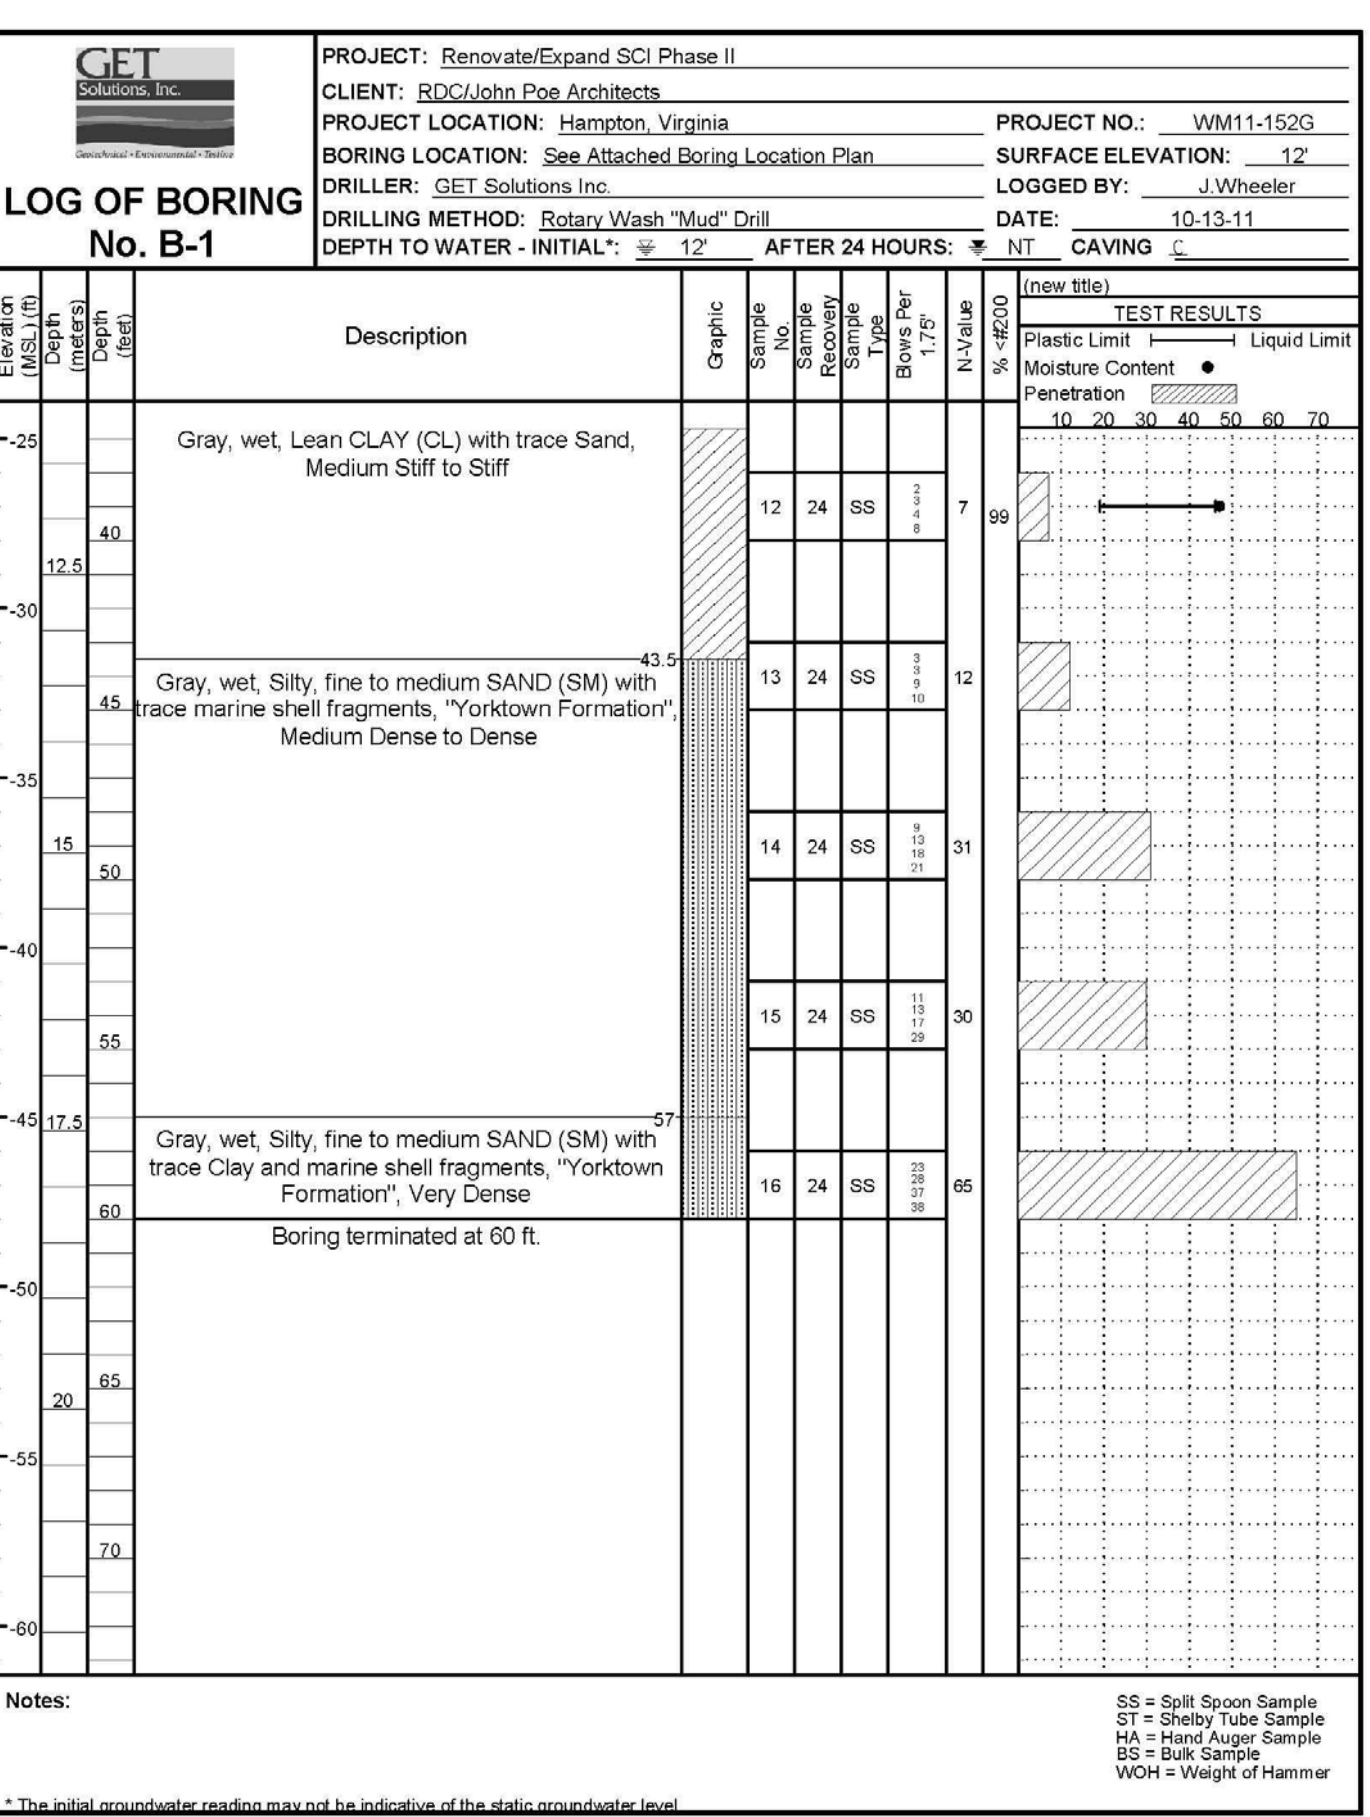 GET
Solutions, Inc.
Geotechnical • Environmental • Testing
LOG OF BORING
No. B-1
PROJECT: Renovate/Expand SCI Phase II
CLIENT: RDC/John Poe Architects
PROJECT LOCATION: Hampton, Virginia PROJECT NO.: WM11-152G
BORING LOCATION: See Attached Boring Location Plan SURFACE ELEVATION: 12'
DRILLER: GET Solutions Inc. LOGGED BY: J.Wheeler
DRILLING METHOD: Rotary Wash "Mud" Drill DATE: 10-13-11
DEPTH TO WATER - INITIAL*: 12' AFTER 24 HOURS: NT CAVING C
Elevation (MSL) (ft)
Depth (meters)
Depth (feet)
Description
Graphic
Sample No.
Sample Recovery
Sample Type
Blows Per 1.75"
N-Value
% <#200
(new title)
TEST RESULTS
Plastic Limit Liquid Limit
Moisture Content
Penetration
10 20 30 40 50 60 70
-25
Gray, wet, Lean CLAY (CL) with trace Sand,
Medium Stiff to Stiff
12 24 SS 2 3 4 8 7 99
40
12.5
-30
43.5
Gray, wet, Silty, fine to medium SAND (SM) with
trace marine shell fragments, "Yorktown Formation",
Medium Dense to Dense
13 24 SS 3 3 9 10 12
45
-35
15
14 24 SS 9 13 18 21 31
50
-40
15 24 SS 11 13 17 29 30
55
-45 17.5
57
Gray, wet, Silty, fine to medium SAND (SM) with
trace Clay and marine shell fragments, "Yorktown
Formation", Very Dense
16 24 SS 23 28 37 38 65
60
Boring terminated at 60 ft.
-50
65
20
-55
70
-60
Notes:
SS = Split Spoon Sample
ST = Shelby Tube Sample
HA = Hand Auger Sample
BS = Bulk Sample
WOH = Weight of Hammer
* The initial groundwater reading may not be indicative of the static groundwater level